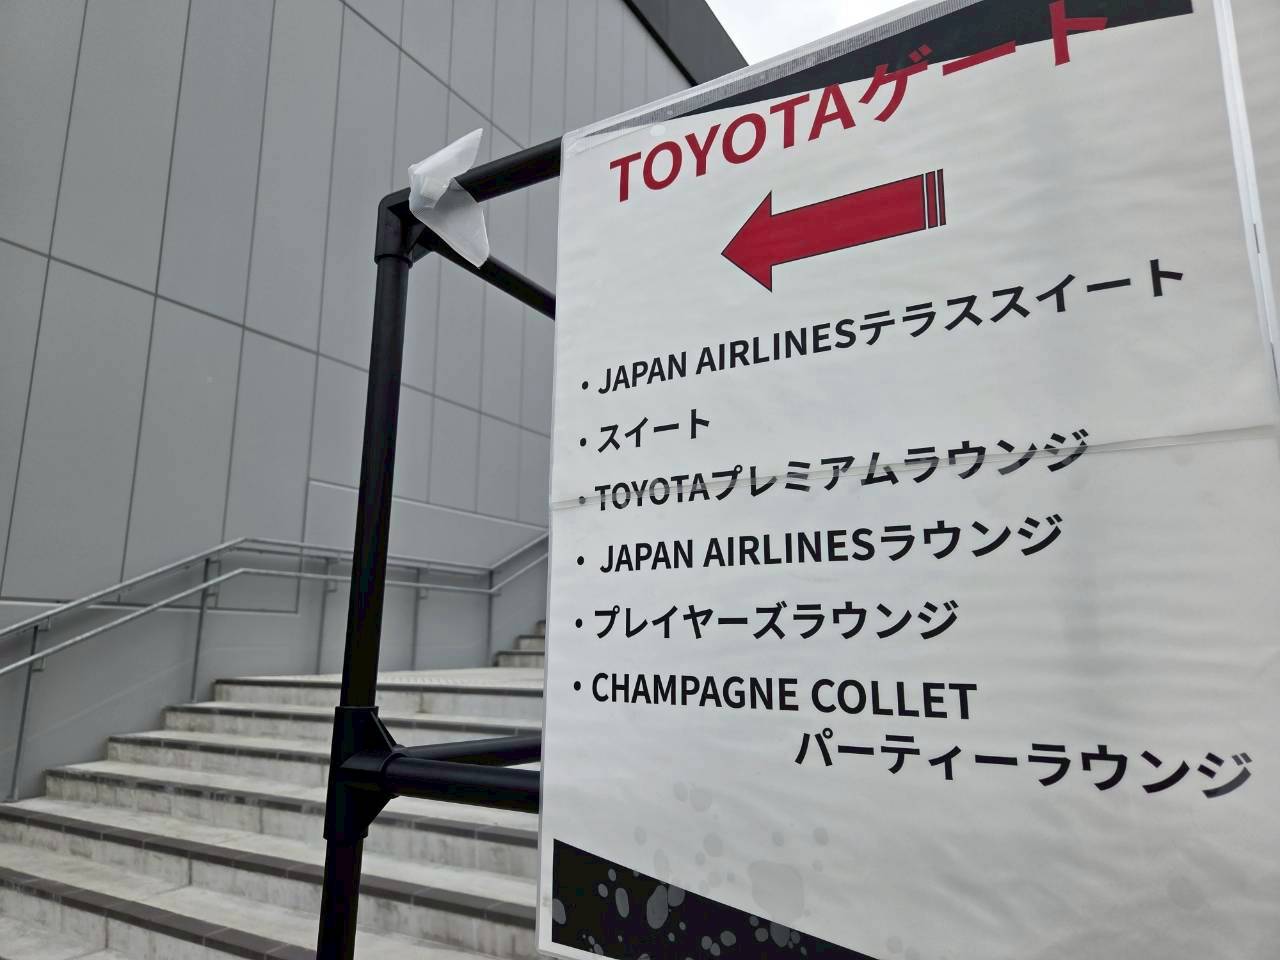 TOYOTAゲート
・JAPAN AIRLINESテラススイート
・スイート
・TOYOTAプレミアムラウンジ
・JAPAN AIRLINESラウンジ
・プレイヤーズラウンジ
・CHAMPAGNE COLLET
パーティーラウンジ